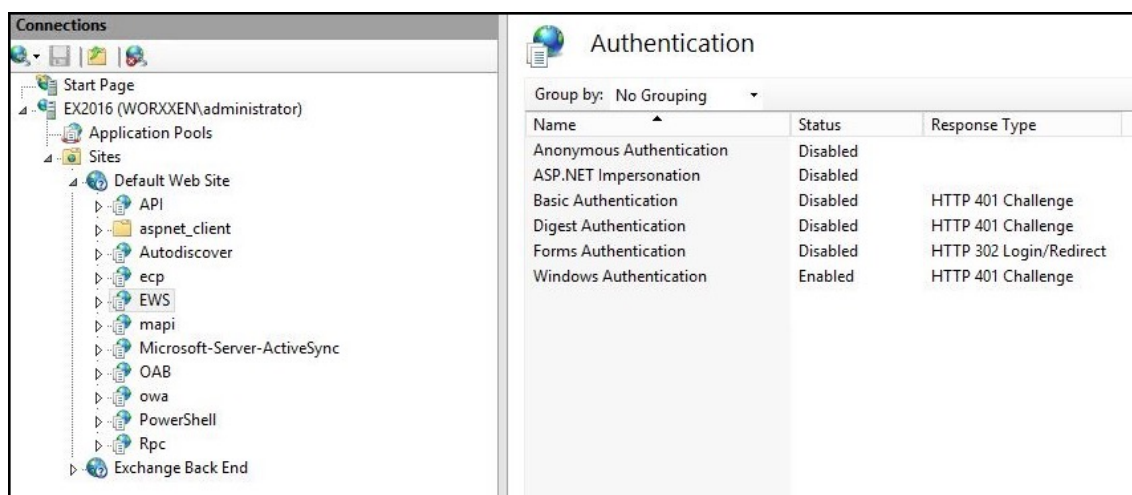 Connections
Start Page
EX2016 (WORXXEN\administrator)
Application Pools
Sites
Default Web Site
API
aspnet_client
Autodiscover
ecp
EWS
mapi
Microsoft-Server-ActiveSync
OAB
owa
PowerShell
Rpc
Exchange Back End
Authentication
Group by: No Grouping
Name Status Response Type
Anonymous Authentication Disabled
ASP.NET Impersonation Disabled
Basic Authentication Disabled HTTP 401 Challenge
Digest Authentication Disabled HTTP 401 Challenge
Forms Authentication Disabled HTTP 302 Login/Redirect
Windows Authentication Enabled HTTP 401 Challenge